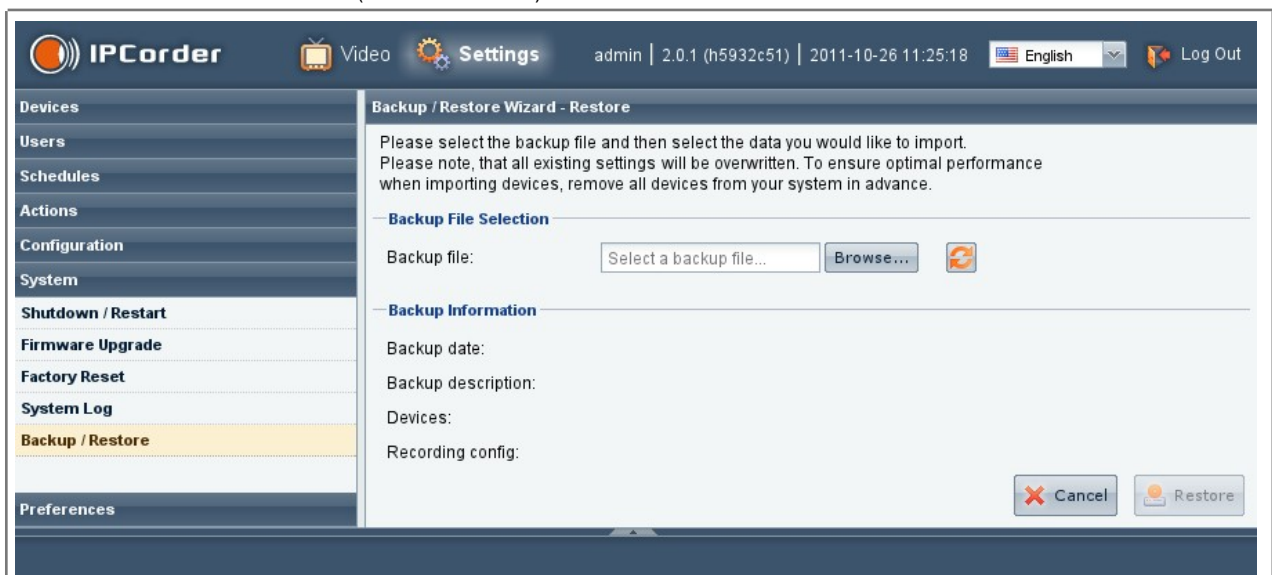 IPCorder Video Settings admin | 2.0.1 (h5932c51) | 2011-10-26 11:25:18 English Log Out
Devices
Users
Schedules
Actions
Configuration
System
Shutdown / Restart
Firmware Upgrade
Factory Reset
System Log
Backup / Restore
Preferences
Backup / Restore Wizard - Restore
Please select the backup file and then select the data you would like to import.
Please note, that all existing settings will be overwritten. To ensure optimal performance
when importing devices, remove all devices from your system in advance.
Backup File Selection
Backup file: Select a backup file... Browse...
Backup Information
Backup date:
Backup description:
Devices:
Recording config:
Cancel Restore